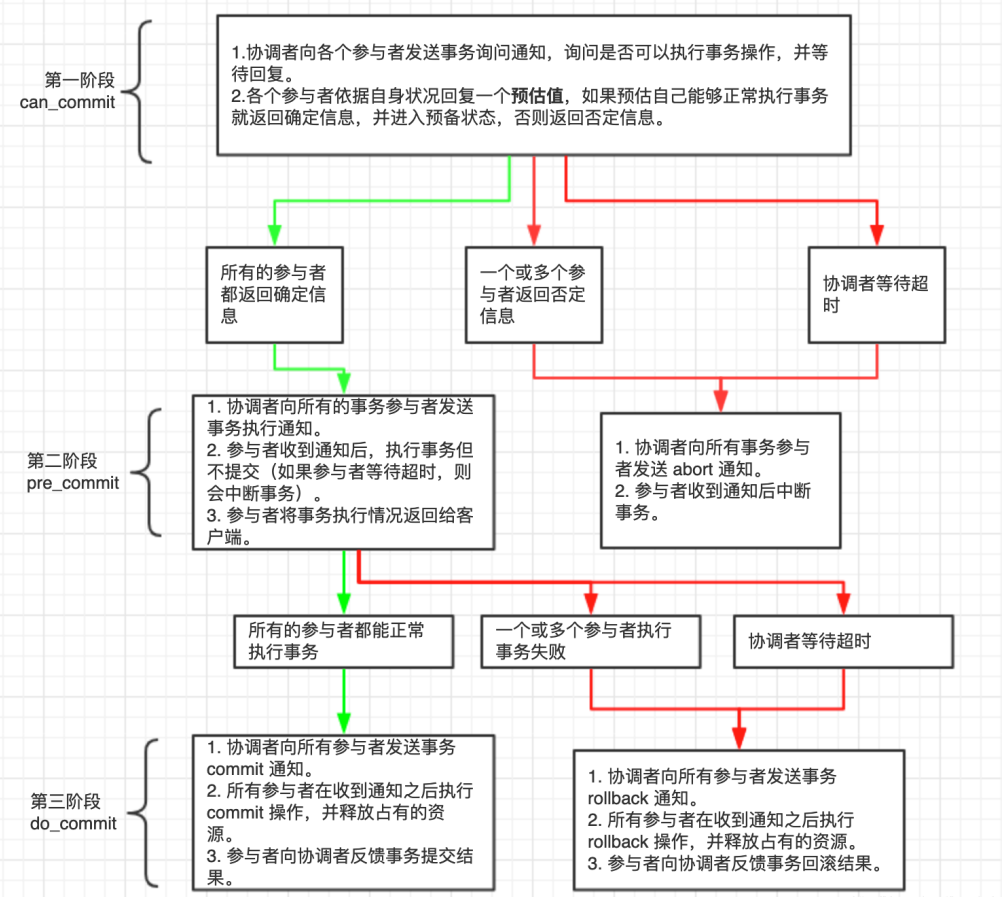 第一阶段
can_commit
1.协调者向各个参与者发送事务询问通知，询问是否可以执行事务操作，并等
待回复。
2.各个参与者依据自身状况回复一个预估值，如果预估自己能够正常执行事务
就返回确定信息，并进入预备状态，否则返回否定信息。
所有的参与者
都返回确定信
息
一个或多个参
与者返回否定
信息
协调者等待超
时
第二阶段
pre_commit
1. 协调者向所有的事务参与者发送
事务执行通知。
2. 参与者收到通知后，执行事务但
不提交（如果参与者等待超时，则
会中断事务）。
3. 参与者将事务执行情况返回给客
户端。
1. 协调者向所有事务参与
者发送 abort 通知。
2. 参与者收到通知后中断
事务。
所有的参与者都能正常
执行事务
一个或多个参与者执行
事务失败
协调者等待超时
第三阶段
do_commit
1. 协调者向所有参与者发送事务
commit 通知。
2. 所有参与者在收到通知之后执行
commit 操作，并释放占有的资
源。
3. 参与者向协调者反馈事务提交结
果。
1. 协调者向所有参与者发送事务
rollback 通知。
2. 所有参与者在收到通知之后执行
rollback 操作，并释放占有的资源。
3. 参与者向协调者反馈事务回滚结果。